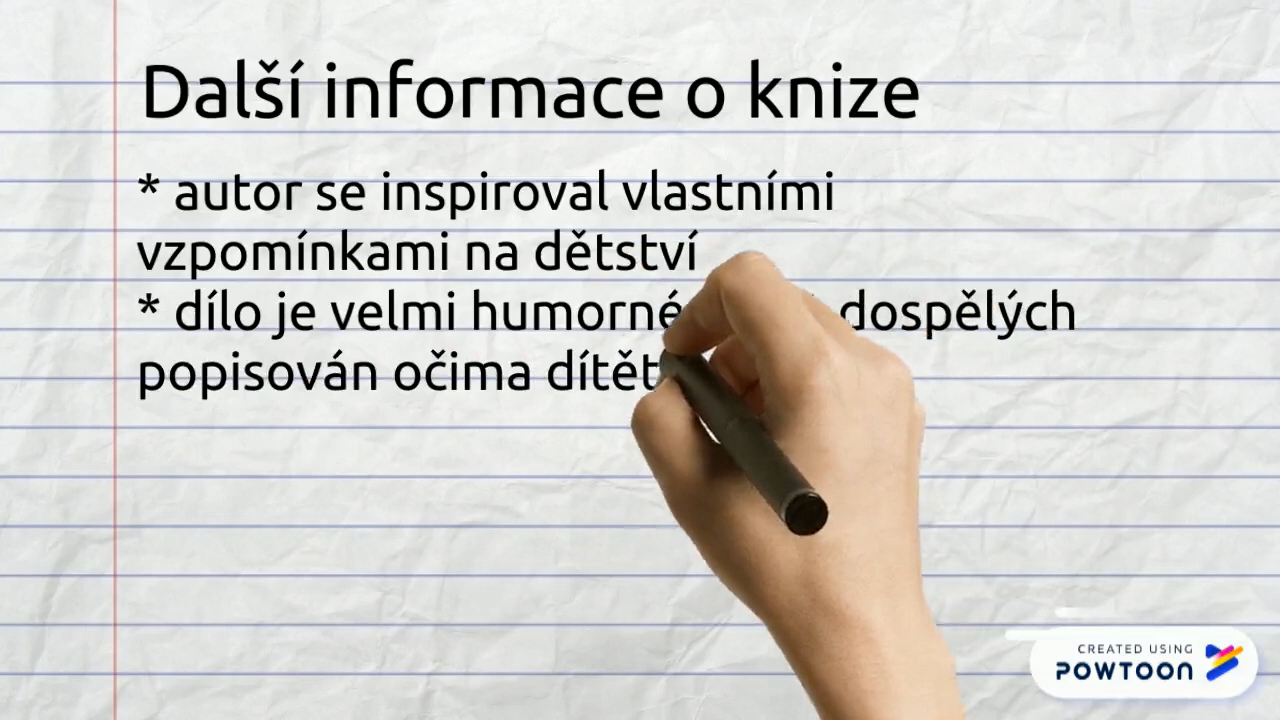 Další informace o knize
* autor se inspiroval vlastními
vzpomínkami na dětství
* dílo je velmi humorné dospělých
popisován očima dítět
CREATED USING
POWTOON